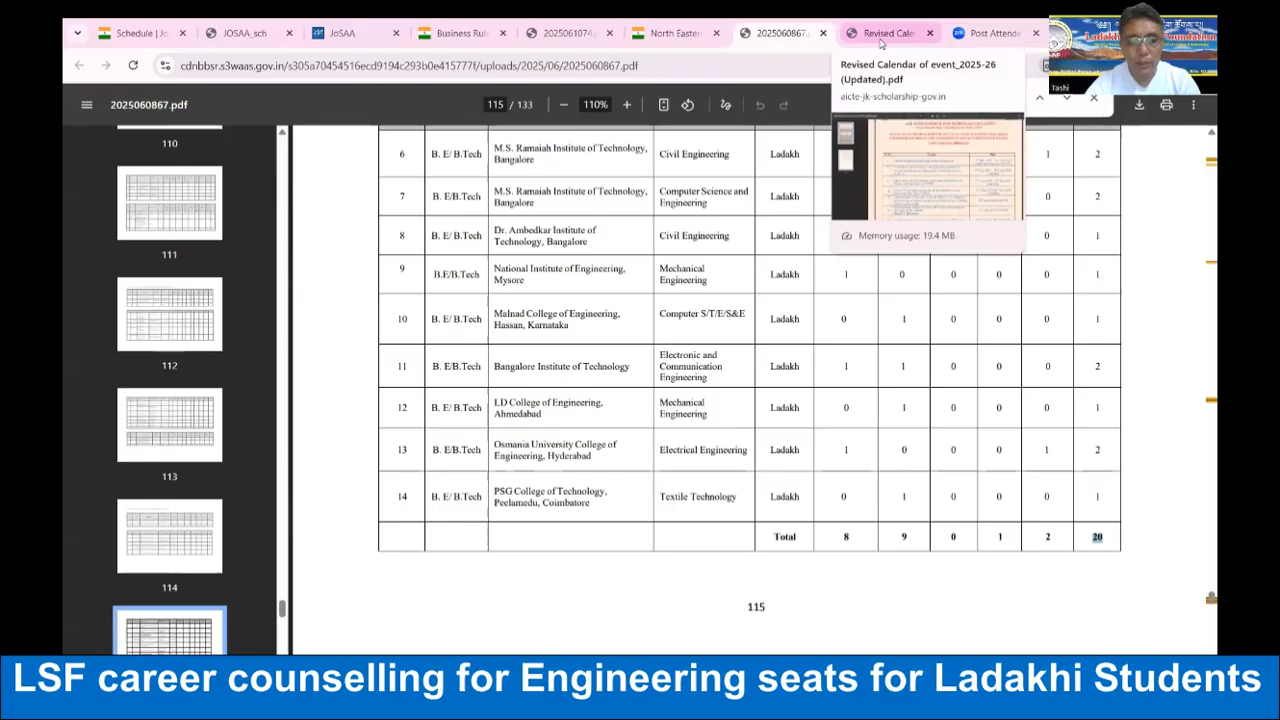 Schedule | Jo
JOSAA_sch
JoSAA
Business
2025061074.
North Eastern
2025060867.
Revised Cale
Post Attende
cdnbbsr.s3waas.gov.in/
/2025/06/2025060867.pdf
Revised Calendar of event_2025-26
(Updated).pdf
aicte-jk-scholarship-gov.in
Memory usage: 19.4 MB
Tashi
2025060867.pdf
115 / 133
110%
110
111
112
113
114
6 B. E/ B.Tech M.S. Ramaiah Institute of Technology, Bangalore Civil Engineering Ladakh 1 2
7 B. E/ B.Tech M.S. Ramaiah Institute of Technology, Bangalore Computer Science and Engineering Ladakh 0 2
8 B. E/ B.Tech Dr. Ambedkar Institute of Technology, Bangalore Civil Engineering Ladakh 0 1
9 B.E/B.Tech National Institute of Engineering, Mysore Mechanical Engineering Ladakh 1 0 0 0 0 1
10 B. E/ B.Tech Malnad College of Engineering, Hassan, Karnataka Computer S/T/E/S&E Ladakh 0 1 0 0 0 1
11 B. E/B.Tech Bangalore Institute of Technology Electronic and Communication Engineering Ladakh 1 1 0 0 0 2
12 B. E/ B.Tech LD College of Engineering, Ahmedabad Mechanical Engineering Ladakh 0 1 0 0 0 1
13 B. E/B.Tech Osmania University College of Engineering, Hyderabad Electrical Engineering Ladakh 1 0 0 0 1 2
14 B. E/ B.Tech PSG College of Technology, Peelamedu, Coimbatore Textile Technology Ladakh 0 1 0 0 0 1
Total 8 9 0 1 2 20
115
LSF career counselling for Engineering seats for Ladakhi Students